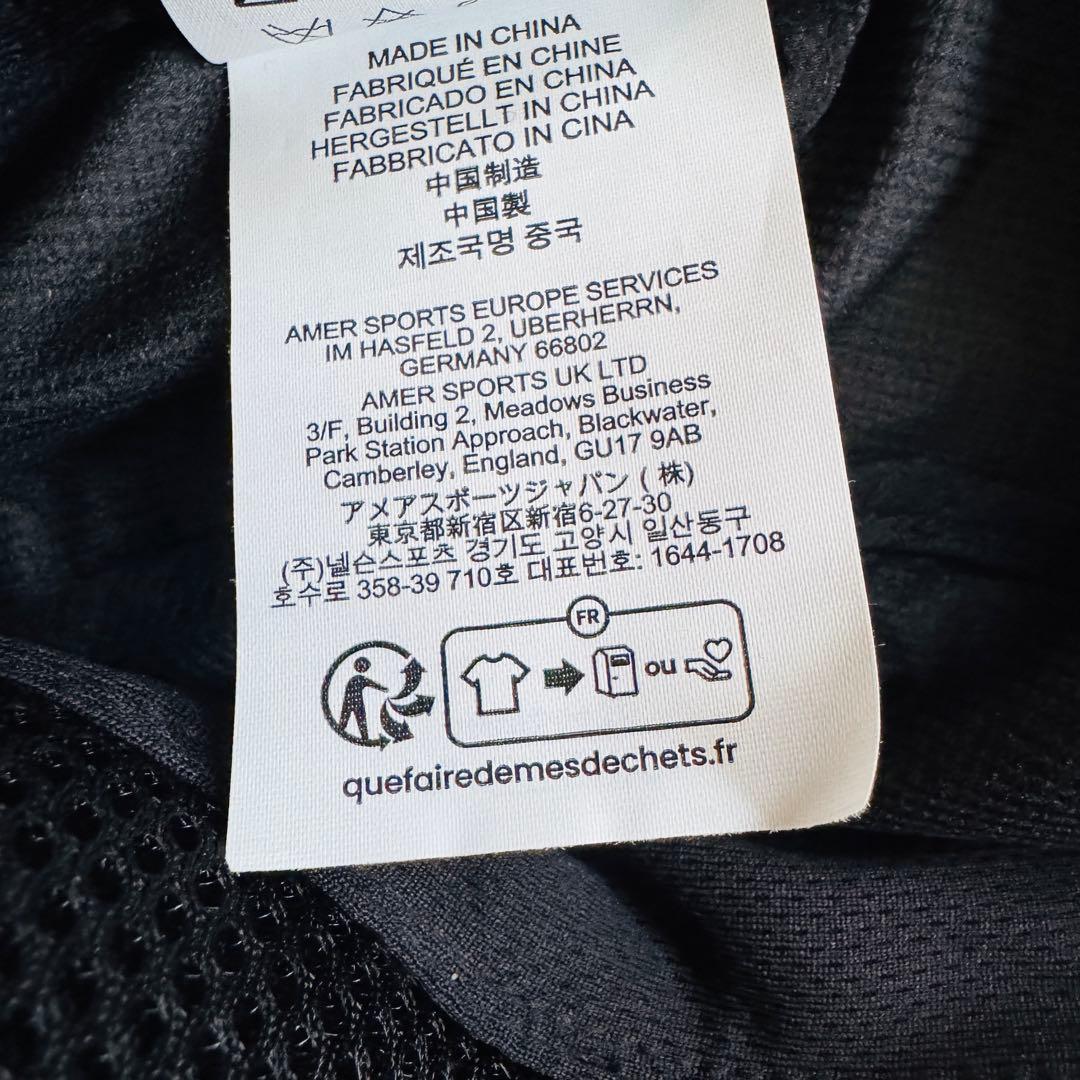 MADE IN CHINA
FABRIQUÉ EN CHINE
FABRICADO EN CHINA
HERGESTELLT IN CHINA
FABBRICATO IN CINA
中国制造
中国製
제조국명 중국
AMER SPORTS EUROPE SERVICES
IM HASFELD 2, UBERHERRN,
GERMANY 66802
AMER SPORTS UK LTD
3/F, Building 2, Meadows Business
Park Station Approach, Blackwater,
Camberley, England, GU17 9AB
アメアスポーツジャパン (株)
東京都新宿区新宿6-27-30
(주)넬슨스포츠 경기도 고양시 일산동구
호수로 358-39 710호 대표번호: 1644-1708
FR
ou
quefairedemesdechets.fr